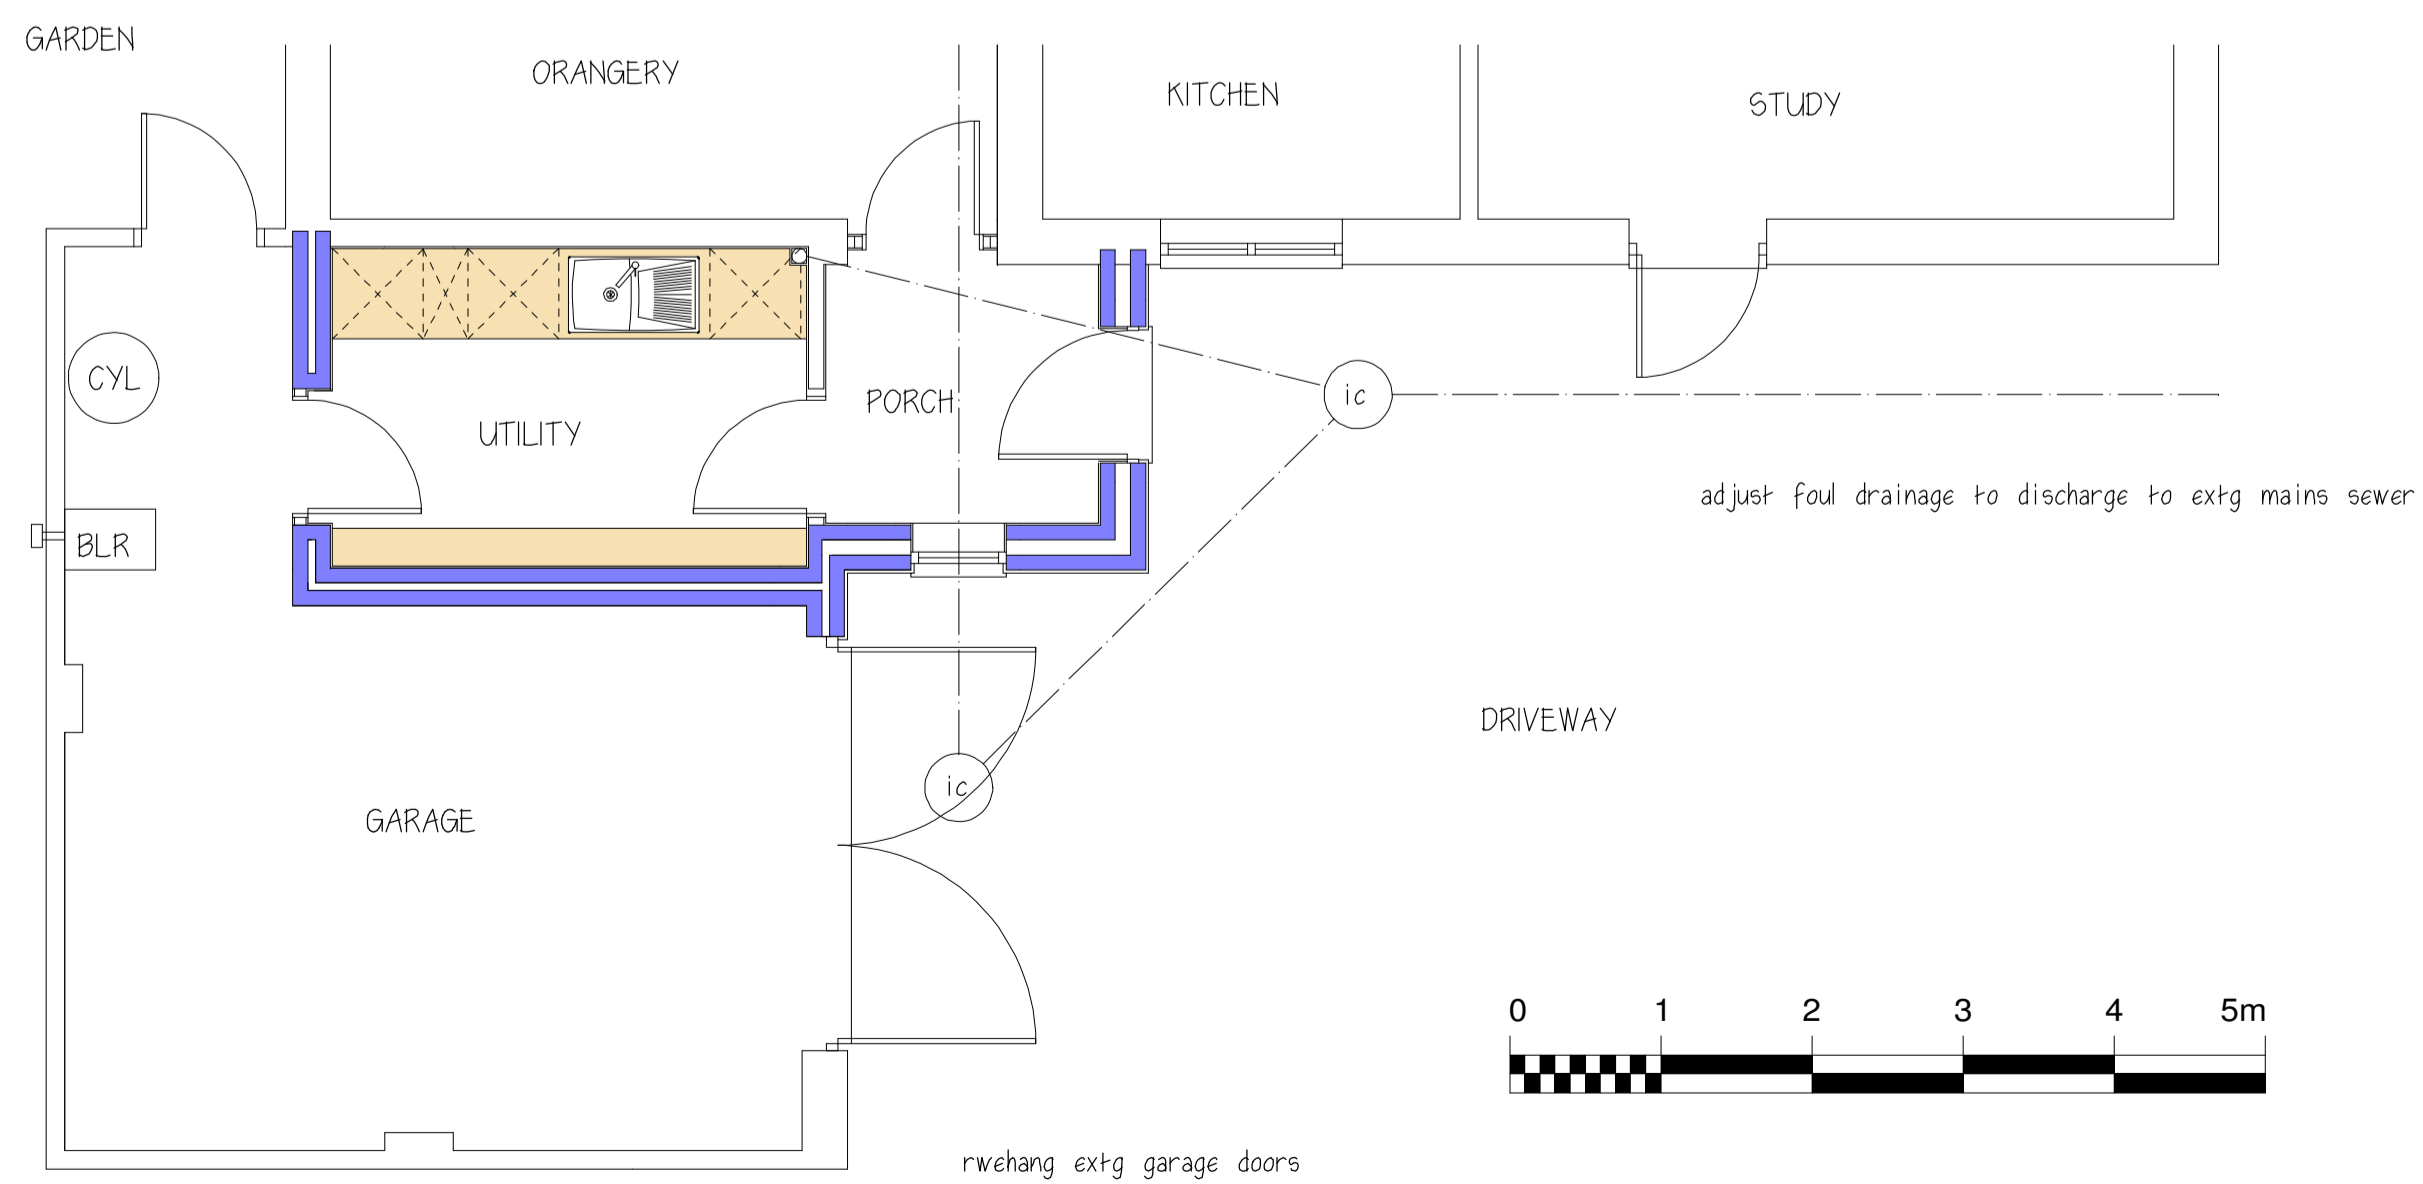 GARDEN
ORANGERY
KITCHEN
STUDY
CYL
PORCH
ic
UTILITY
adjust foul drainage to discharge to extg mains sewer
BLR
DRIVEWAY
ic
GARAGE
0 1 2 3 4 5m
rwehang extg garage doors